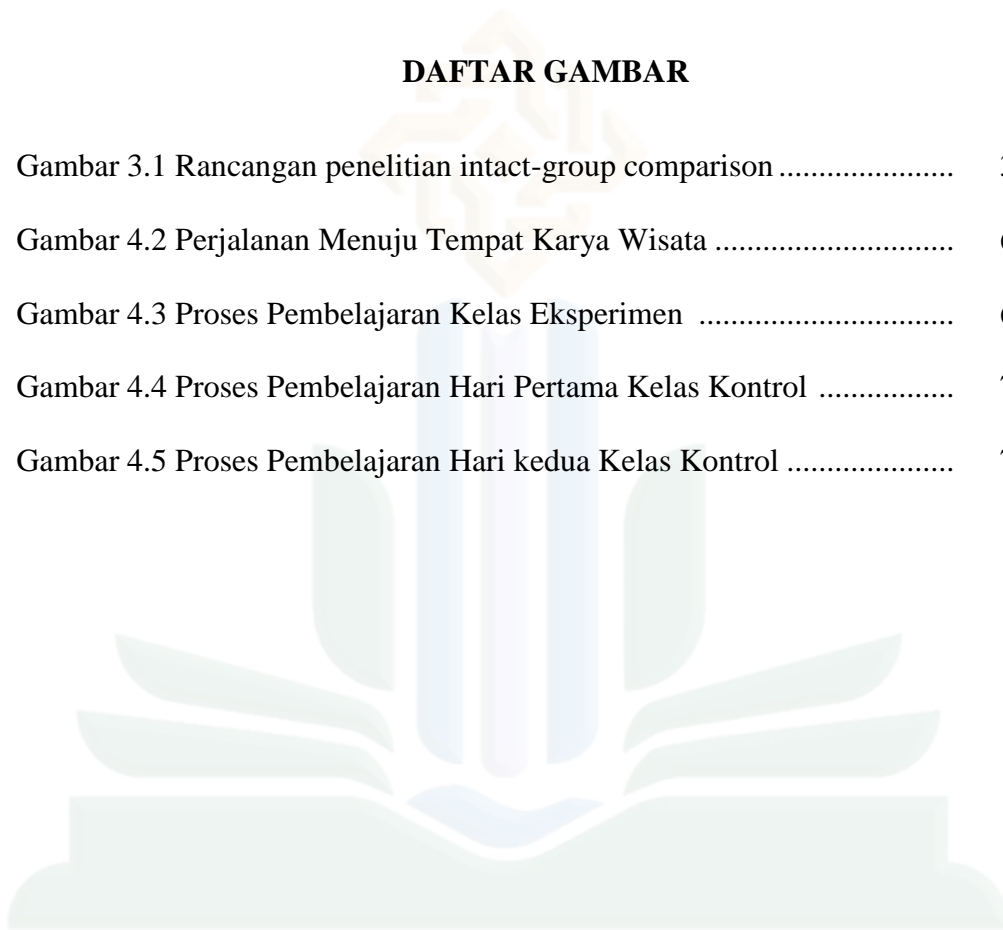 DAFTAR GAMBAR
Gambar 3.1 Rancangan penelitian intact-group comparison ......................
Gambar 4.2 Perjalanan Menuju Tempat Karya Wisata ..............................
Gambar 4.3 Proses Pembelajaran Kelas Eksperimen ................................
Gambar 4.4 Proses Pembelajaran Hari Pertama Kelas Kontrol .................
Gambar 4.5 Proses Pembelajaran Hari kedua Kelas Kontrol .....................